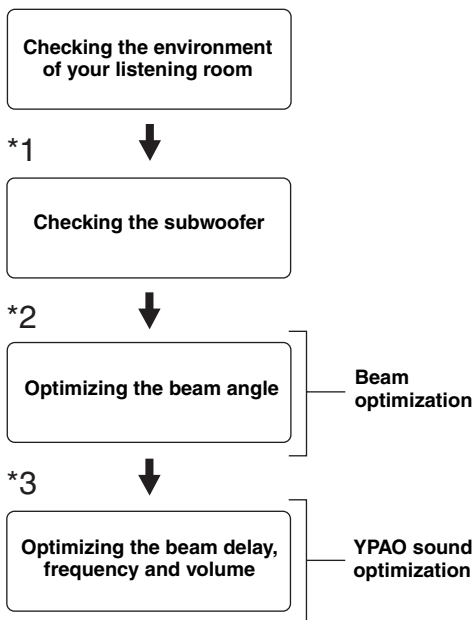 Checking the environment
of your listening room
*1
Checking the subwoofer
*2
Optimizing the beam angle
Beam
optimization
*3
Optimizing the beam delay,
frequency and volume
YPAO sound
optimization